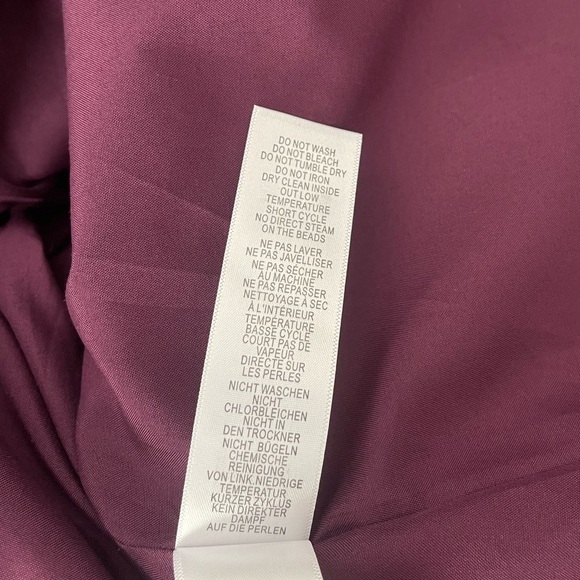 DO NOT WASH
DO NOT BLEACH
DO NOT TUMBLE DRY
DO NOT IRON
DRY CLEAN INSIDE
OUT LOW
TEMPERATURE
SHORT CYCLE
NO DIRECT STEAM
ON THE BEADS
NE PAS LAVER
NE PAS JAVELLISER
NE PAS SÉCHER
AU MACHINE
NE PAS REPASSER
NETTOYAGE À SEC
À L'INTÉRIEUR
TEMPÉRATURE
BASSE CYCLE
COURT PAS DE
VAPEUR
DIRECTE SUR
LES PERLES
NICHT WASCHEN
NICHT
CHLORBLEICHEN
NICHT IN
DEN TROCKNER
NICHT BÜGELN
CHEMISCHE
REINIGUNG
VON LINK.NIEDRIGE
TEMPERATUR
KURZER ZYKLUS
KEIN DIREKTER
DAMPF
AUF DIE PERLEN